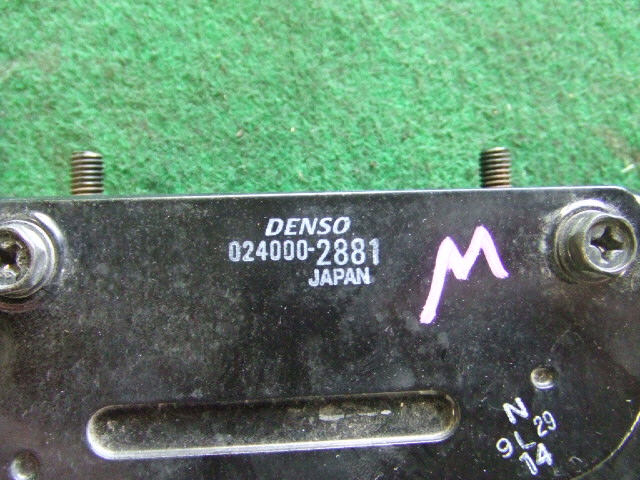 DENSO
024000-2881
JAPAN
M
N
9 L 29
14